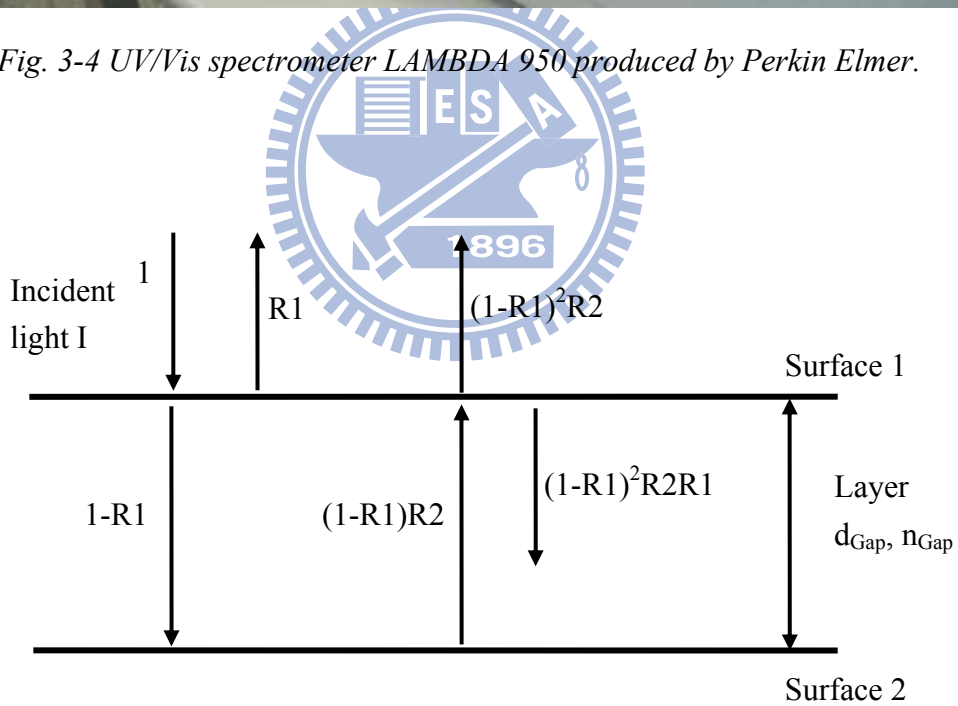 Fig. 3-4 UV/Vis spectrometer LAMBDA 950 produced by Perkin Elmer.
E S A
8
1896
Incident
light I
1
R1
(1-R1)²R2
Surface 1
1-R1
(1-R1)R2
(1-R1)²R2R1
Layer
d_Gap, n_Gap
Surface 2